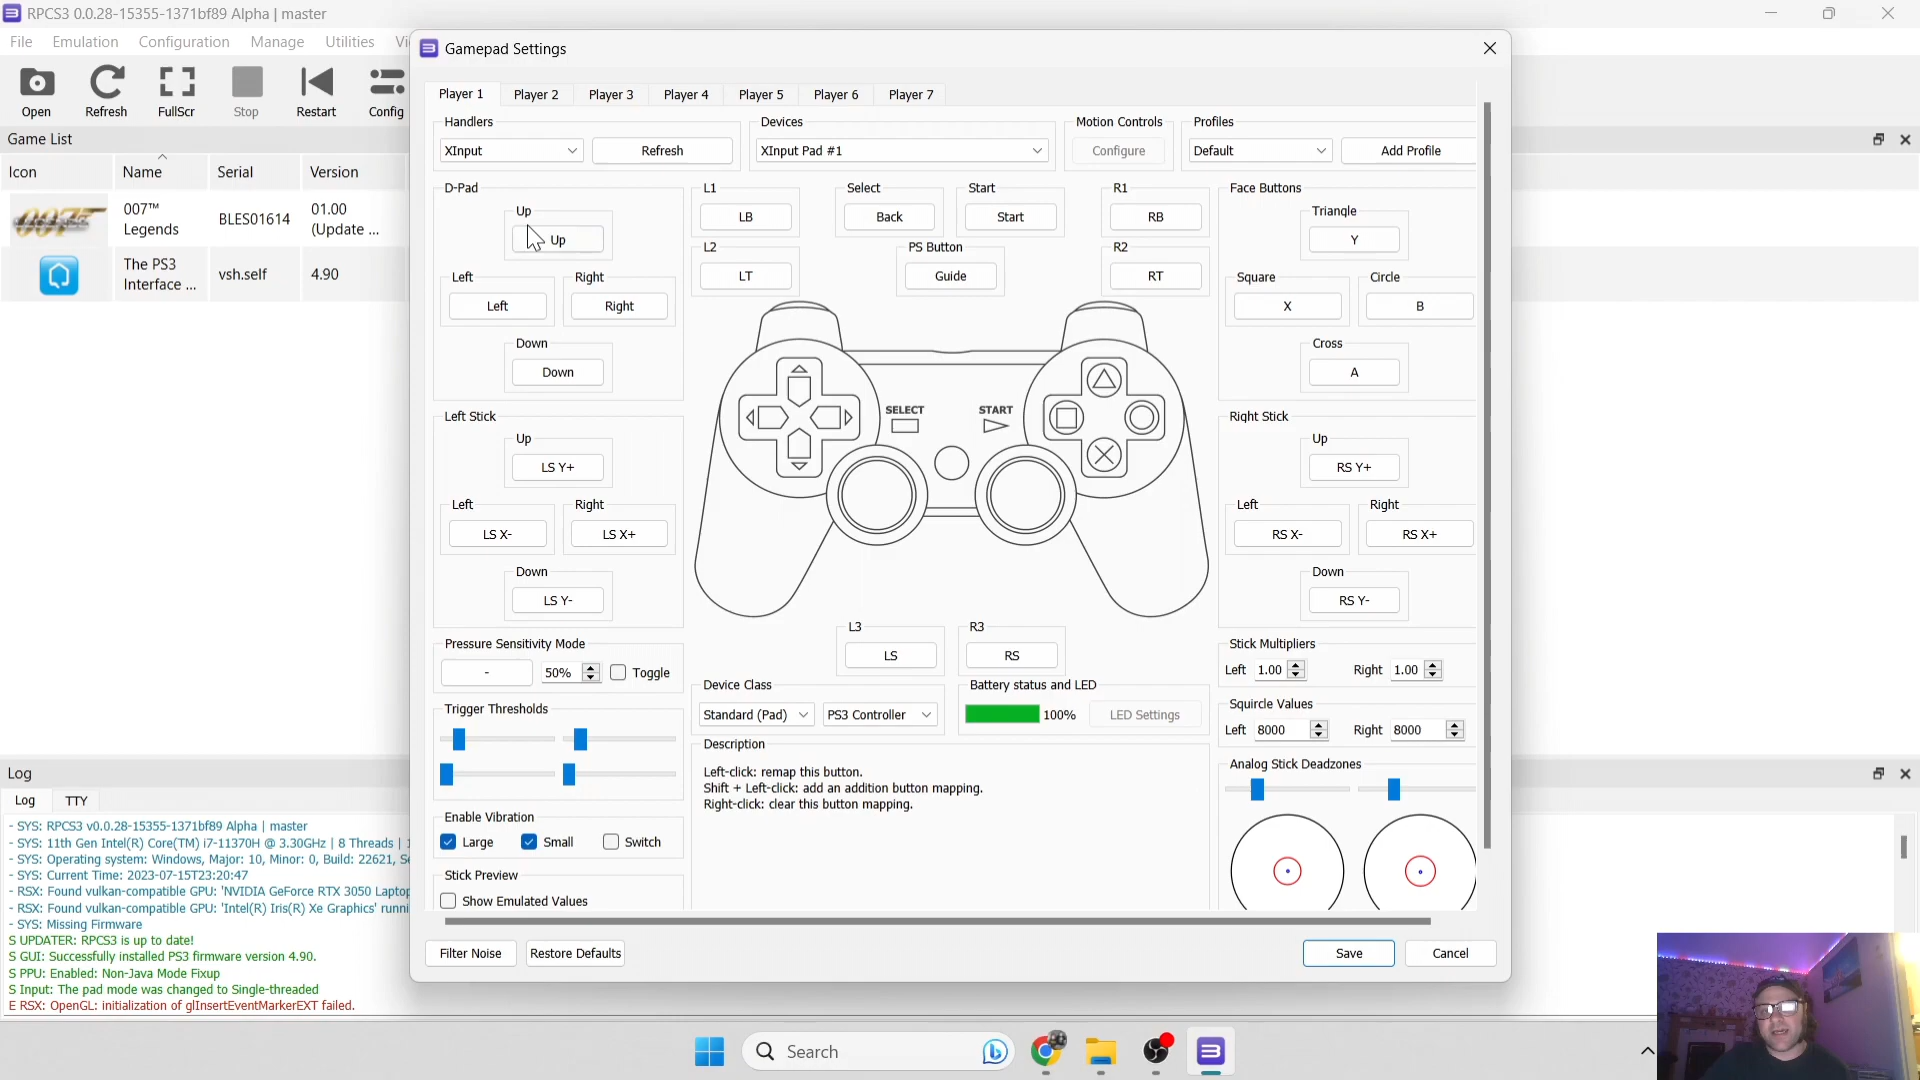 RPCS3 0.0.28-15355-1371bf89 Alpha | master
File Emulation Configuration Manage Utilities
Open Refresh FullScr Stop Restart Config
Game List
Icon Name Serial Version
007 007™ Legends BLES01614 01.00 (Update ...
The PS3 Interface ... vsh.self 4.90
Gamepad Settings
Player 1 Player 2 Player 3 Player 4 Player 5 Player 6 Player 7
Handlers Devices Motion Controls Profiles
XInput Refresh XInput Pad #1 Configure Default Add Profile
D-Pad L1 Select Start R1 Face Buttons
Up Triangle
LB Back Start RB
Up Y
L2 PS Button R2
Left Right LT Guide RT Square Circle
Left Right X B
Down Cross
Down A
SELECT START
Left Stick Right Stick
Up Up
LS Y+ RS Y+
Left Right Left Right
LS X- LS X+ RS X- RS X+
Down Down
LS Y- RS Y-
L3 R3
LS RS
Pressure Sensitivity Mode Stick Multipliers
- 50% Toggle Left 1.00 Right 1.00
Device Class Battery status and LED
Standard (Pad) PS3 Controller 100% LED Settings
Trigger Thresholds Squircle Values
Left 8000 Right 8000
Description
Left-click: remap this button.
Shift + Left-click: add an addition button mapping.
Right-click: clear this button mapping.
Analog Stick Deadzones
Enable Vibration
Large Small Switch
Stick Preview
Show Emulated Values
Filter Noise Restore Defaults Save Cancel
Log
Log TTY
- SYS: RPCS3 v0.0.28-15355-1371bf89 Alpha | master
- SYS: 11th Gen Intel(R) Core(TM) i7-11370H @ 3.30GHz | 8 Threads |
- SYS: Operating system: Windows, Major: 10, Minor: 0, Build: 22621,
- SYS: Current Time: 2023-07-15T23:20:47
- RSX: Found vulkan-compatible GPU: 'NVIDIA GeForce RTX 3050 Laptop
- RSX: Found vulkan-compatible GPU: 'Intel(R) Iris(R) Xe Graphics' runni
- SYS: Missing Firmware
S UPDATER: RPCS3 is up to date!
S GUI: Successfully installed PS3 firmware version 4.90.
S PPU: Enabled: Non-Java Mode Fixup
S Input: The pad mode was changed to Single-threaded
E RSX: OpenGL: initialization of glInsertEventMarkerEXT failed.
Search